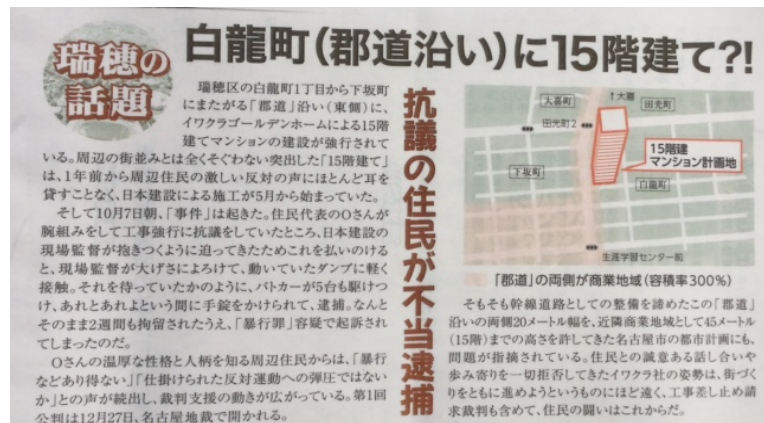 瑞穂の
話題
白龍町(郡道沿い)に15階建て?!
抗議の住民が不当逮捕
瑞穂区の白龍町1丁目から下坂町
にまたがる「郡道」沿い(東側)に、
イワクラゴールデンホームによる15階
建てマンションの建設が強行されて
いる。周辺の街並みとは全くそぐわない突出した「15階建て」
は、1年前から周辺住民の激しい反対の声にほとんど耳を
貸すことなく、日本建設による施工が5月から始まっていた。
そして10月7日朝、「事件」は起きた。住民代表のOさんが
腕組みをして工事強行に抗議をしていたところ、日本建設の
現場監督が抱きつくように迫ってきたためこれを払いのける
と、現場監督が大げさによろけて、動いていたダンプに軽く
接触。それを待っていたかのように、パトカーが5台も駆けつ
け、あれとあれよという間に手錠をかけられて、逮捕。なんと
そのまま2週間も拘留されたうえ、「暴行罪」容疑で起訴され
てしまったのだ。
Oさんの温厚な性格と人柄を知る周辺住民からは、「暴行
などあり得ない」「仕掛けられた反対運動への弾圧ではない
か」との声が続出し、裁判支援の動きが広がっている。第1回
公判は12月27日、名古屋地裁で開かれる。
大喜町
↑大喜
田光町
田光町2
15階建
マンション計画地
下坂町
白龍町
生涯学習センター前
「郡道」の両側が商業地域(容積率300%)
そもそも幹線道路としての整備を諦めたこの「郡道」
沿いの両側20メートル幅を、近隣商業地域として45メートル
(15階)までの高さを許してきた名古屋市の都市計画にも、
問題が指摘されている。住民との誠意ある話し合いや
歩み寄りを一切拒否してきたイワクラ社の姿勢は、街づく
りをともに進めようというものにほど遠く、工事差し止め請
求裁判も含めて、住民の闘いはこれからだ。